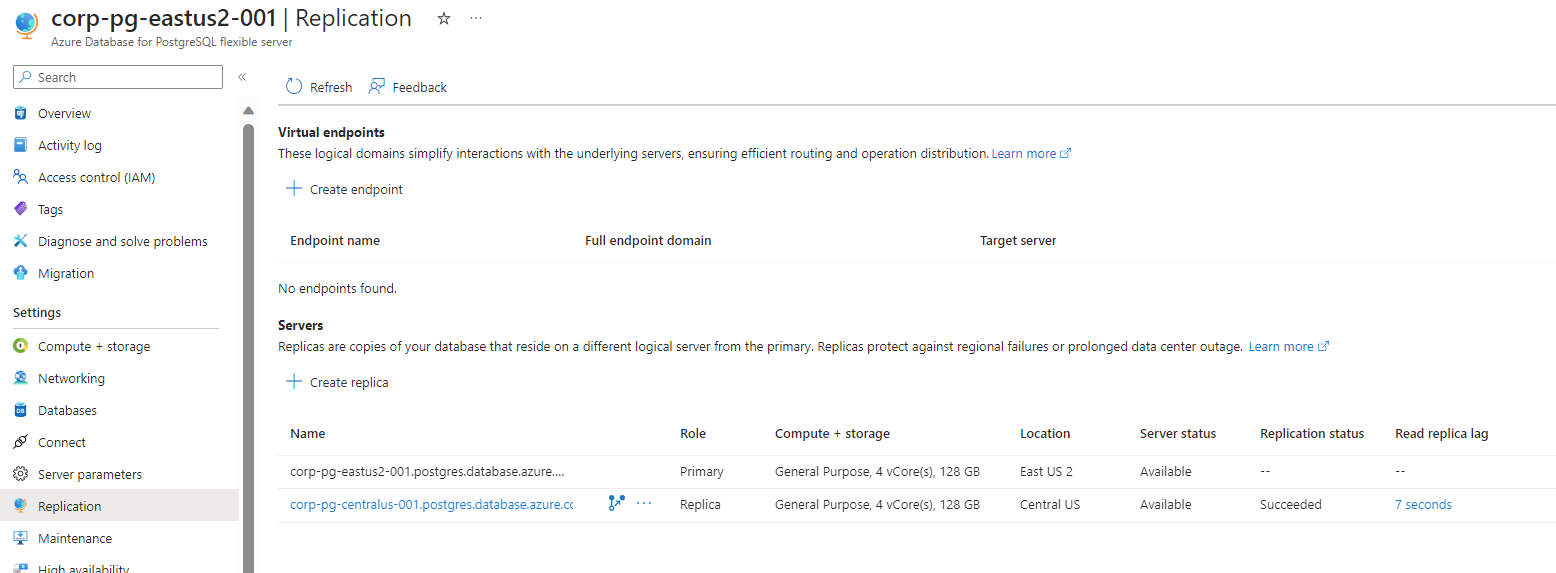 corp-pg-eastus2-001 | Replication
Azure Database for PostgreSQL flexible server
Search
Overview
Activity log
Access control (IAM)
Tags
Diagnose and solve problems
Migration
Settings
Compute + storage
Networking
Databases
Connect
Server parameters
Replication
Maintenance
High availability
Refresh Feedback
Virtual endpoints
These logical domains simplify interactions with the underlying servers, ensuring efficient routing and operation distribution. Learn more
Create endpoint
Endpoint name Full endpoint domain Target server
No endpoints found.
Servers
Replicas are copies of your database that reside on a different logical server from the primary. Replicas protect against regional failures or prolonged data center outage. Learn more
Create replica
Name Role Compute + storage Location Server status Replication status Read replica lag
corp-pg-eastus2-001.postgres.database.azure.... Primary General Purpose, 4 vCore(s), 128 GB East US 2 Available -- --
corp-pg-centralus-001.postgres.database.azure.cc ... Replica General Purpose, 4 vCore(s), 128 GB Central US Available Succeeded 7 seconds